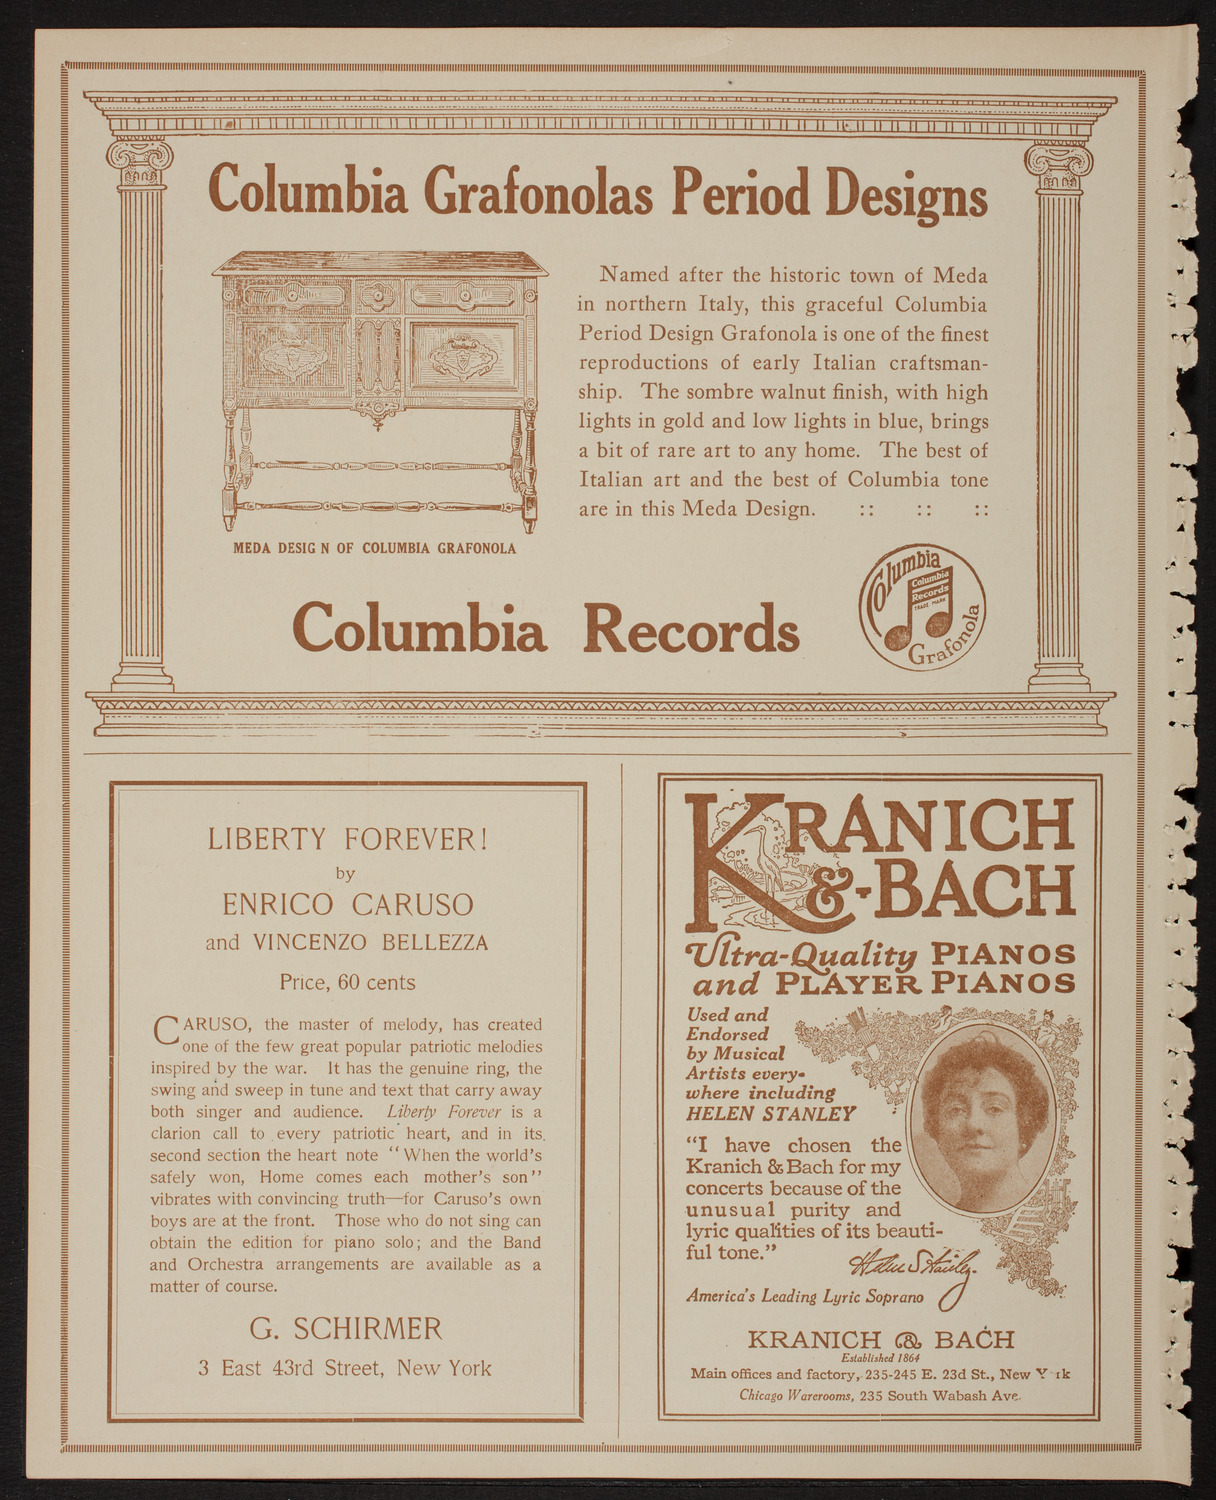 Columbia Grafonolas Period Designs
Named after the historic town of Meda
in northern Italy, this graceful Columbia
Period Design Grafonola is one of the finest
reproductions of early Italian craftsman-
ship. The sombre walnut finish, with high
lights in gold and low lights in blue, brings
a bit of rare art to any home. The best of
Italian art and the best of Columbia tone
are in this Meda Design. :: :: ::
MEDA DESIG N OF COLUMBIA GRAFONOLA
Columbia Records
Columbia
Columbia
Records
TRADE MARK
Grafonola
LIBERTY FOREVER!
by
ENRICO CARUSO
and VINCENZO BELLEZZA
Price, 60 cents
CARUSO, the master of melody, has created
one of the few great popular patriotic melodies
inspired by the war. It has the genuine ring, the
swing and sweep in tune and text that carry away
both singer and audience. Liberty Forever is a
clarion call to every patriotic heart, and in its
second section the heart note "When the world's
safely won, Home comes each mother's son"
vibrates with convincing truth—for Caruso's own
boys are at the front. Those who do not sing can
obtain the edition for piano solo; and the Band
and Orchestra arrangements are available as a
matter of course.
G. SCHIRMER
3 East 43rd Street, New York
KRANICH
&-BACH
Ultra-Quality PIANOS
and PLAYER PIANOS
Used and
Endorsed
by Musical
Artists every-
where including
HELEN STANLEY
"I have chosen the
Kranich & Bach for my
concerts because of the
unusual purity and
lyric qualities of its beauti-
ful tone."
Helen Stanley.
America's Leading Lyric Soprano
KRANICH & BACH
Established 1864
Main offices and factory, 235-245 E. 23d St., New Y rk
Chicago Warerooms, 235 South Wabash Ave.